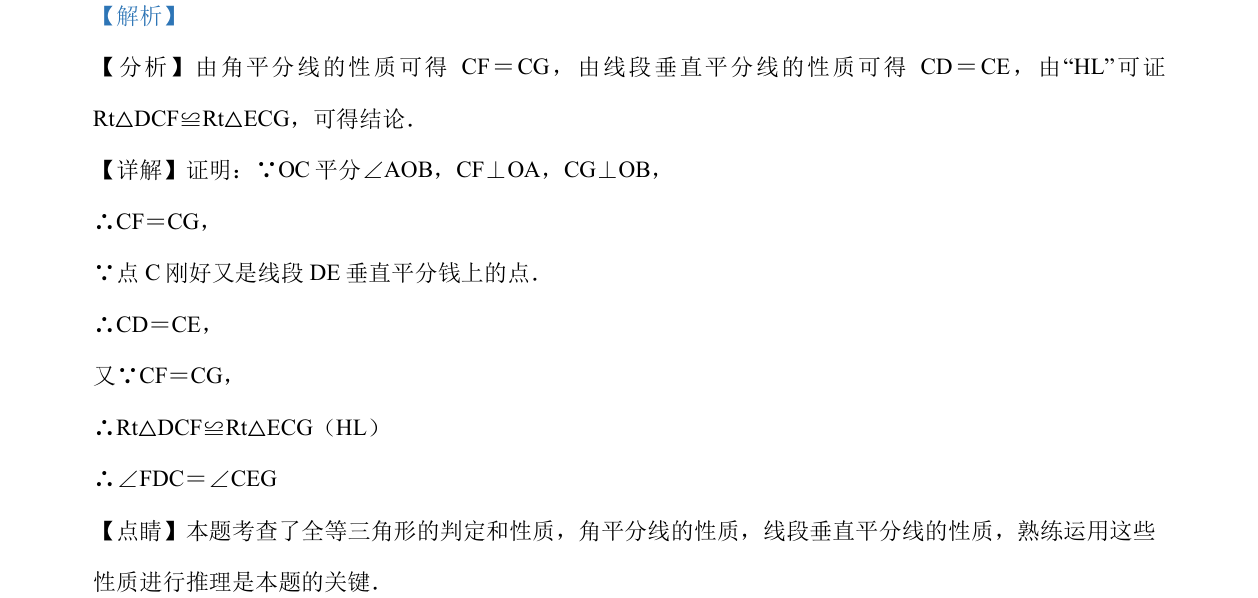 【解析】
【分析】由角平分线的性质可得 CF＝CG，由线段垂直平分线的性质可得 CD＝CE，由“HL”可证
Rt△DCF≌Rt△ECG，可得结论．
【详解】证明：∵OC 平分∠AOB，CF⊥OA，CG⊥OB，
∴CF＝CG，
∵点 C 刚好又是线段 DE 垂直平分钱上的点．
∴CD＝CE，
又∵CF＝CG，
∴Rt△DCF≌Rt△ECG（HL）
∴∠FDC＝∠CEG
【点睛】本题考查了全等三角形的判定和性质，角平分线的性质，线段垂直平分线的性质，熟练运用这些
性质进行推理是本题的关键．